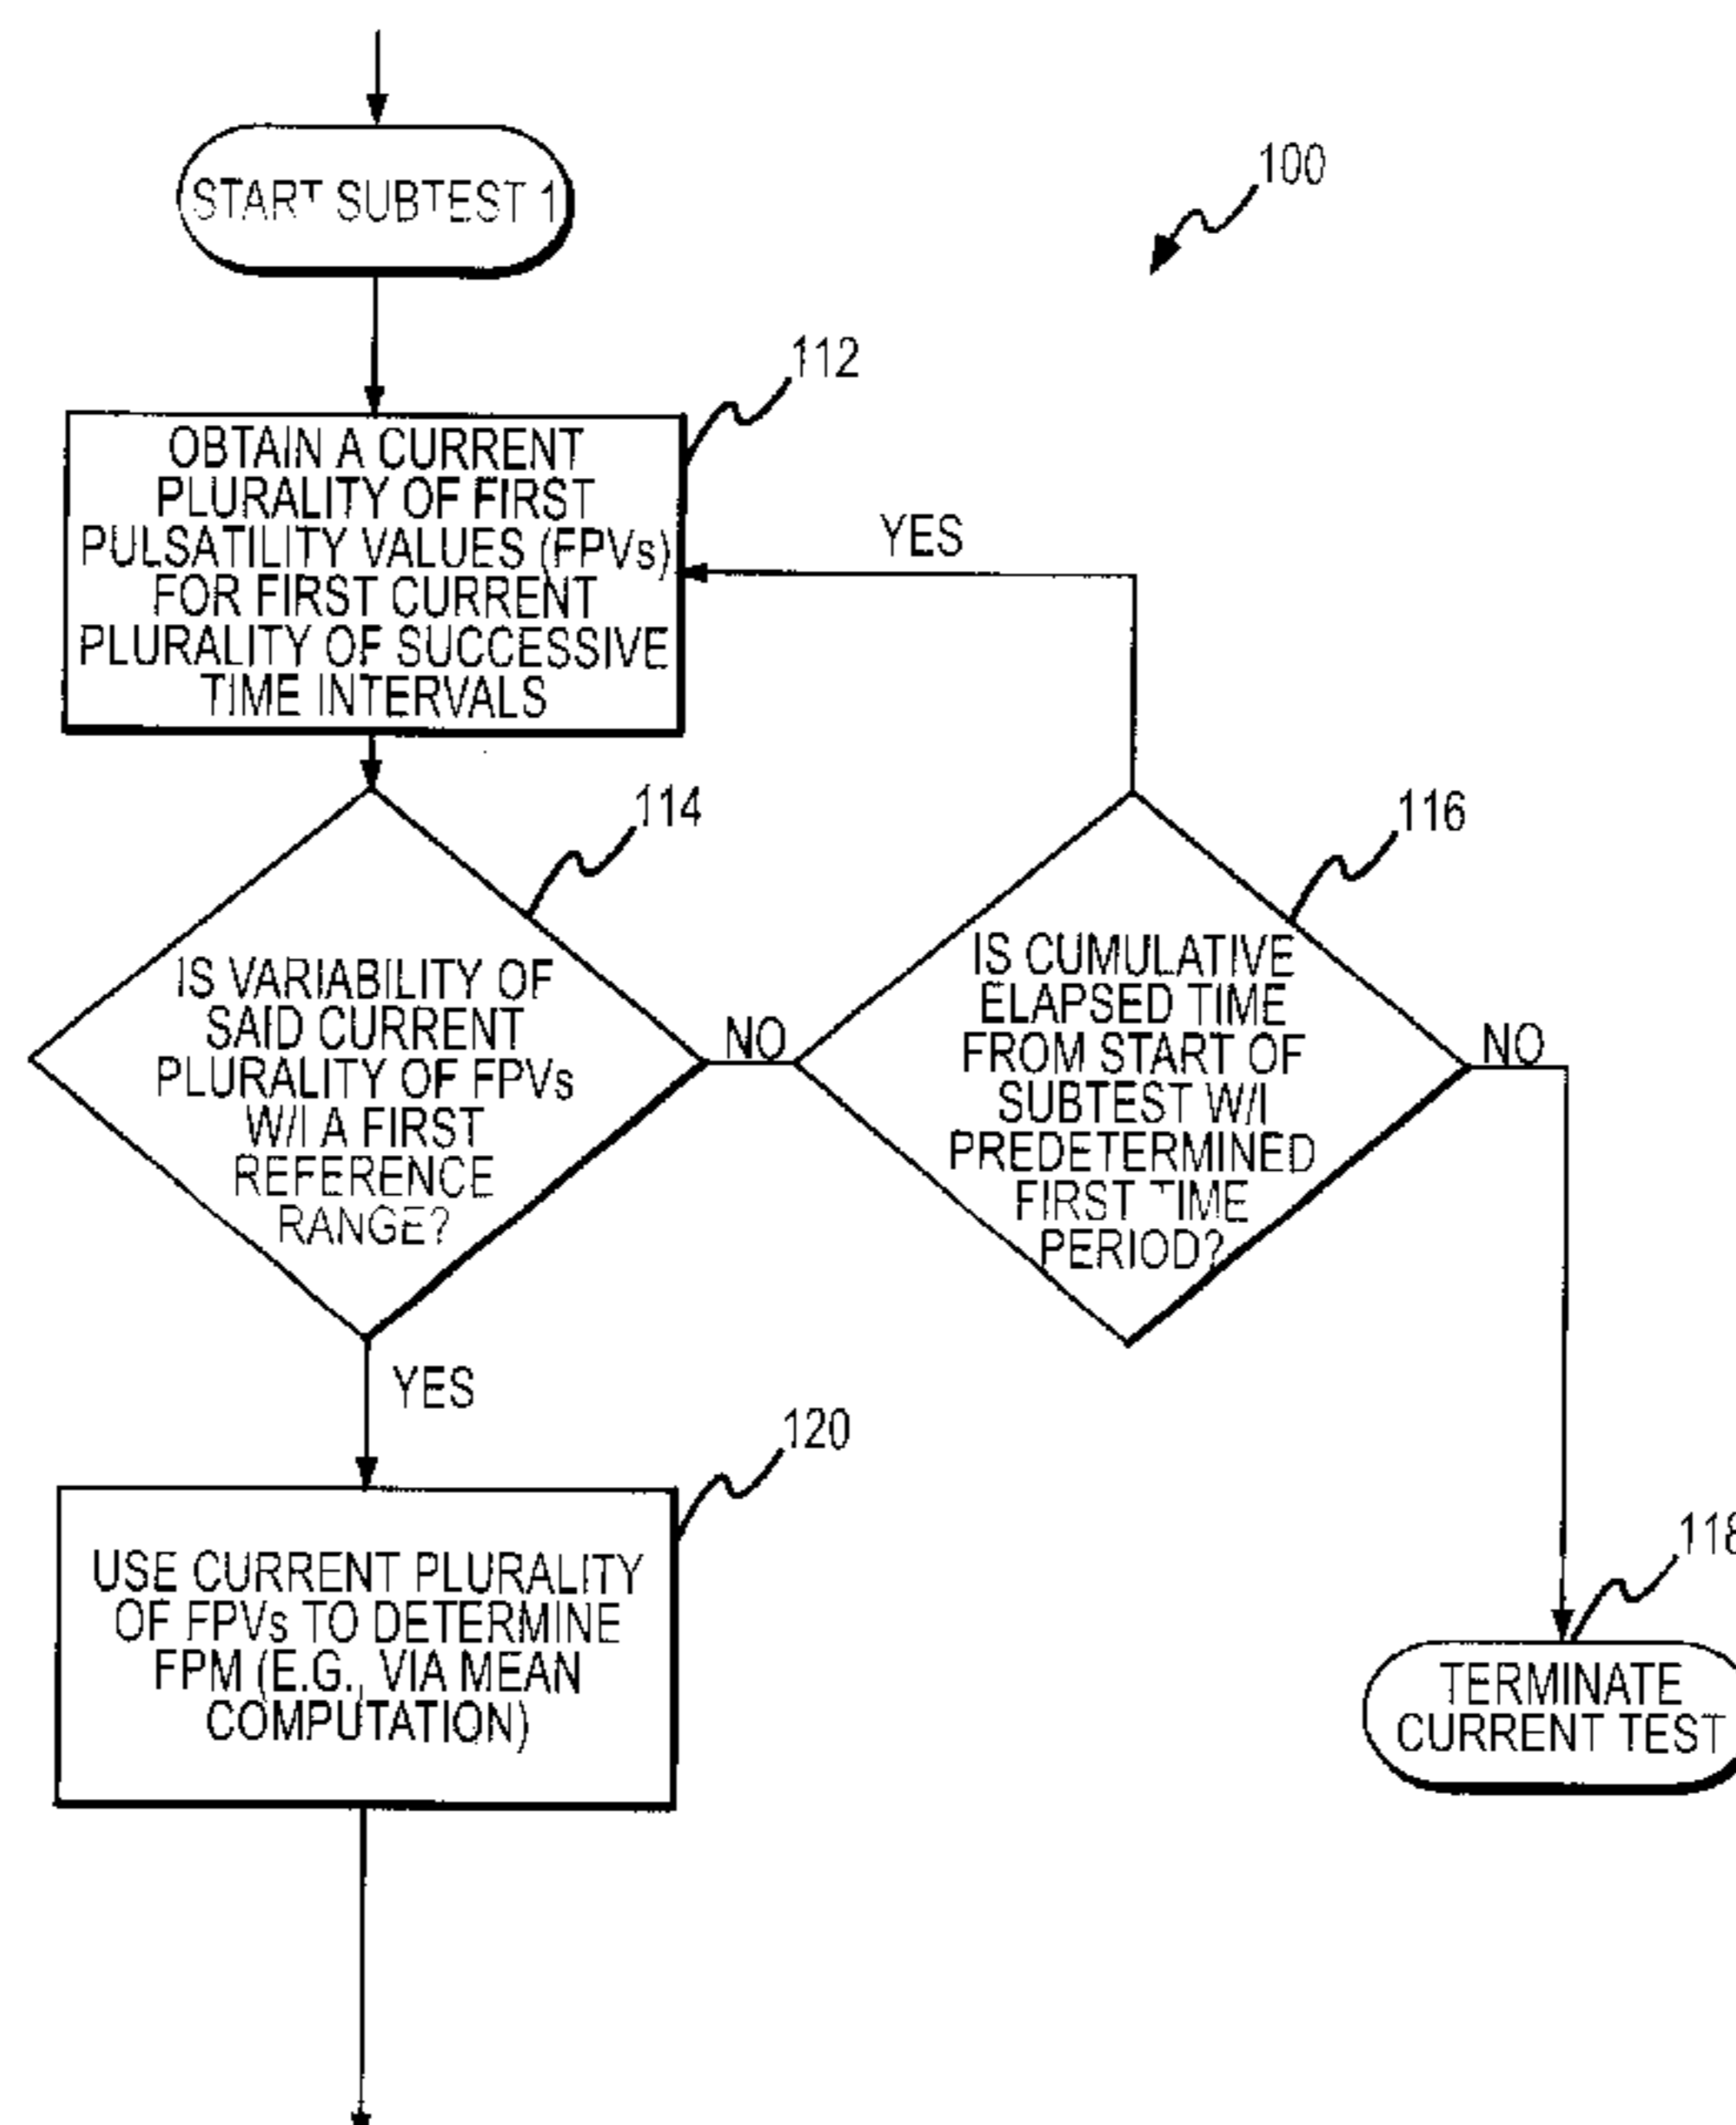 START SUBTEST 1
100
112
OBTAIN A CURRENT
PLURALITY OF FIRST
PULSATILITY VALUES (FPVs)
FOR FIRST CURRENT
PLURALITY OF SUCCESSIVE
TIME INTERVALS
YES
114
116
IS VARIABILITY OF
SAID CURRENT
PLURALITY OF FPVs
W/I A FIRST
REFERENCE
RANGE?
NO
IS CUMULATIVE
ELAPSED TIME
FROM START OF
SUBTEST W/I
PREDETERMINED
FIRST TIME
PERIOD?
NO
YES
120
USE CURRENT PLURALITY
OF FPVs TO DETERMINE
FPM (E.G., VIA MEAN
COMPUTATION)
118
TERMINATE
CURRENT TEST